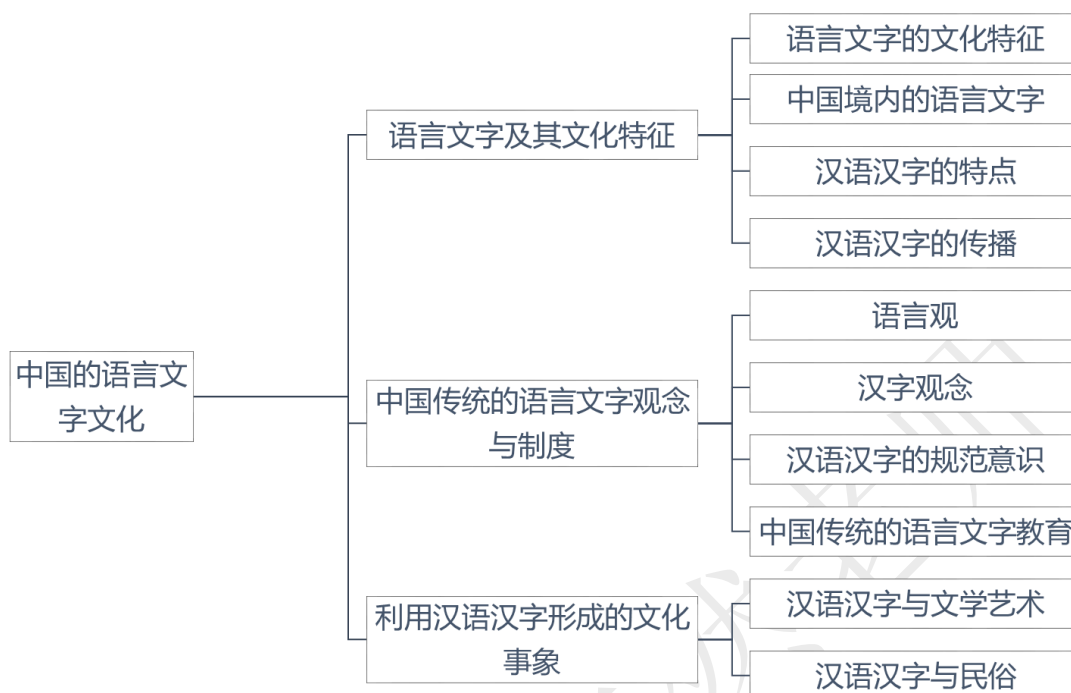 中国的语言文
字文化
语言文字及其文化特征
语言文字的文化特征
中国境内的语言文字
汉语汉字的特点
汉语汉字的传播
中国传统的语言文字观念
与制度
语言观
汉字观念
汉语汉字的规范意识
中国传统的语言文字教育
利用汉语汉字形成的文化
事象
汉语汉字与文学艺术
汉语汉字与民俗